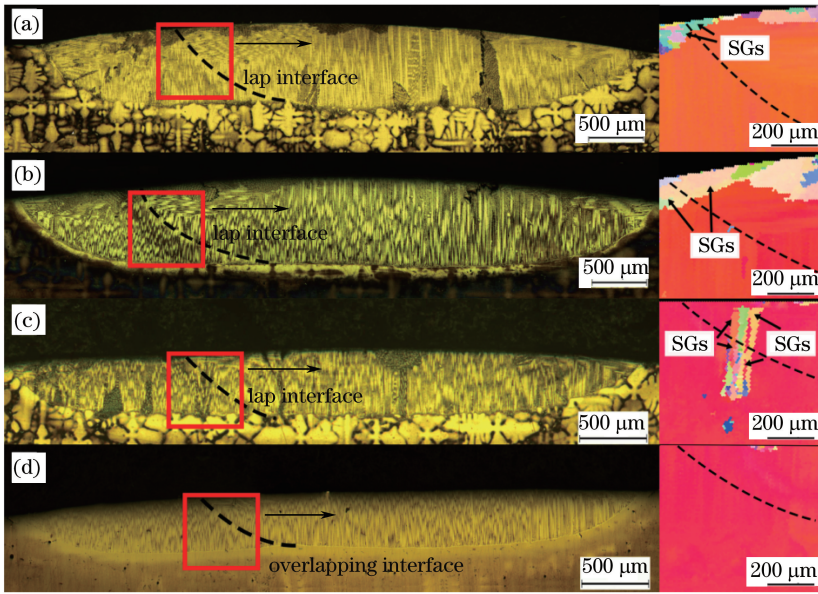 (a)
lap interface
500 μm
SGs
200 μm
(b)
lap interface
500 μm
SGs
200 μm
(c)
lap interface
500 μm
SGs
SGs
200 μm
(d)
overlapping interface
500 μm
200 μm